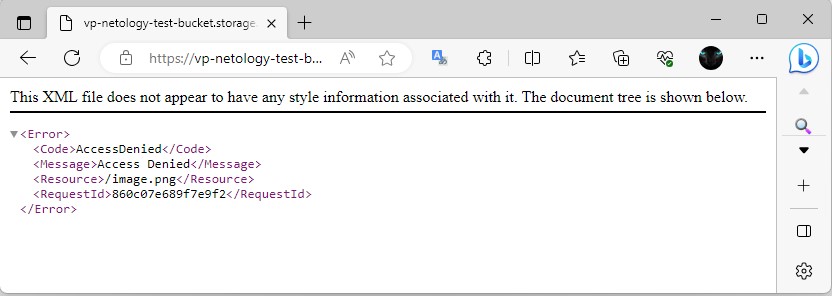 vp-netology-test-bucket.storage.
https://vp-netology-test-b...
This XML file does not appear to have any style information associated with it. The document tree is shown below.
<Error>
<Code>AccessDenied</Code>
<Message>Access Denied</Message>
<Resource>/image.png</Resource>
<RequestId>860c07e689f7e9f2</RequestId>
</Error>